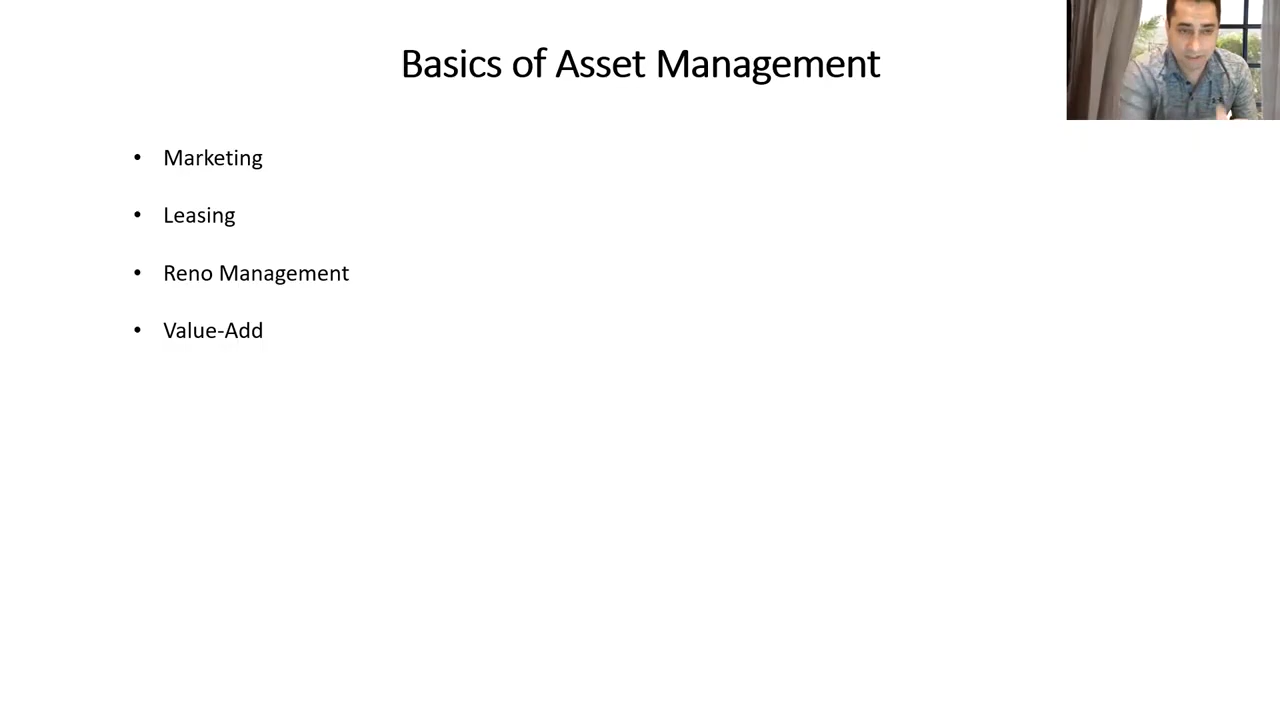 Basics of Asset Management
• Marketing
• Leasing
• Reno Management
• Value-Add